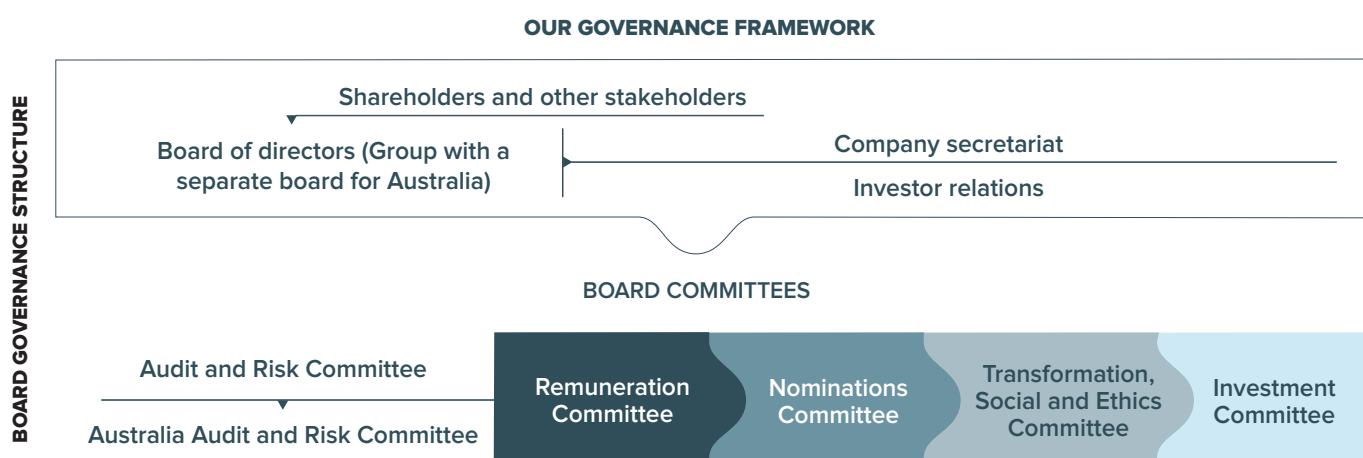 OUR GOVERNANCE FRAMEWORK
BOARD GOVERNANCE STRUCTURE
Shareholders and other stakeholders
Board of directors (Group with a
separate board for Australia)
Company secretariat
Investor relations
BOARD COMMITTEES
Audit and Risk Committee
Australia Audit and Risk Committee
Remuneration
Committee
Nominations
Committee
Transformation,
Social and Ethics
Committee
Investment
Committee